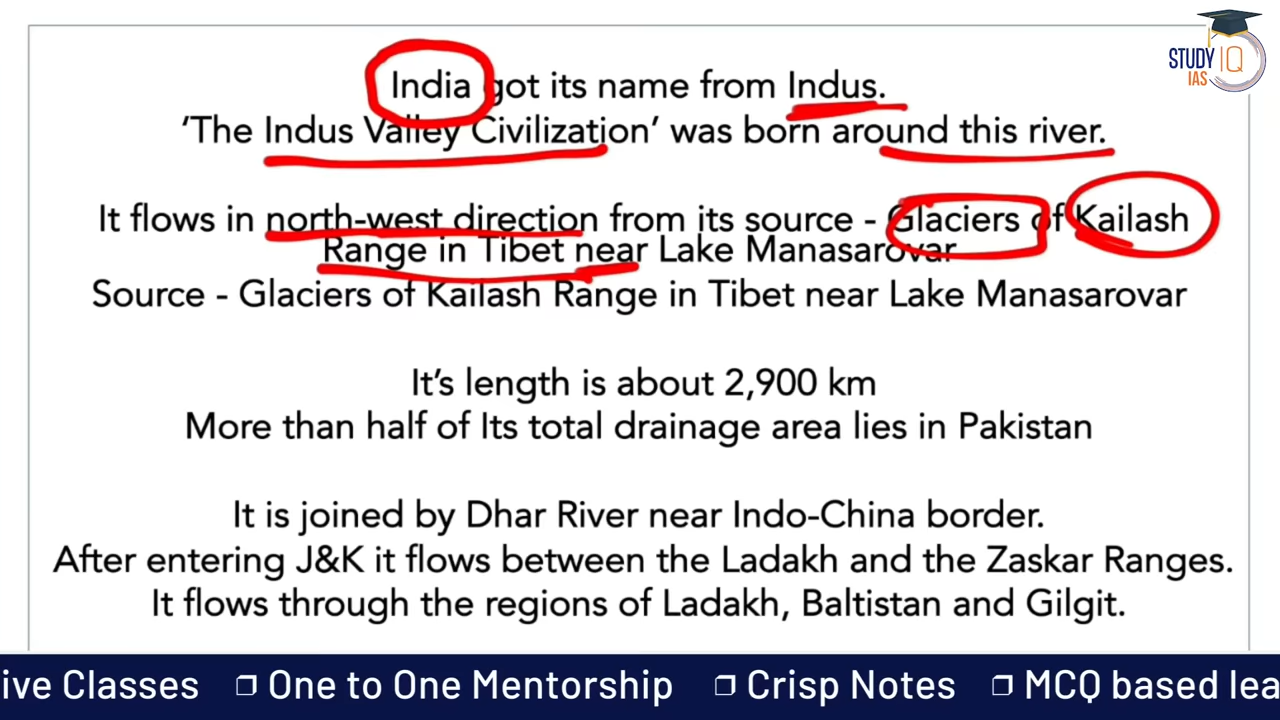 STUDY IQ
IAS
India got its name from Indus.
‘The Indus Valley Civilization’ was born around this river.
It flows in north-west direction from its source - Glaciers of Kailash
Range in Tibet near Lake Manasarovar
Source - Glaciers of Kailash Range in Tibet near Lake Manasarovar
It’s length is about 2,900 km
More than half of Its total drainage area lies in Pakistan
It is joined by Dhar River near Indo-China border.
After entering J&K it flows between the Ladakh and the Zaskar Ranges.
It flows through the regions of Ladakh, Baltistan and Gilgit.
ive Classes ❐ One to One Mentorship ❐ Crisp Notes ❐ MCQ based lea